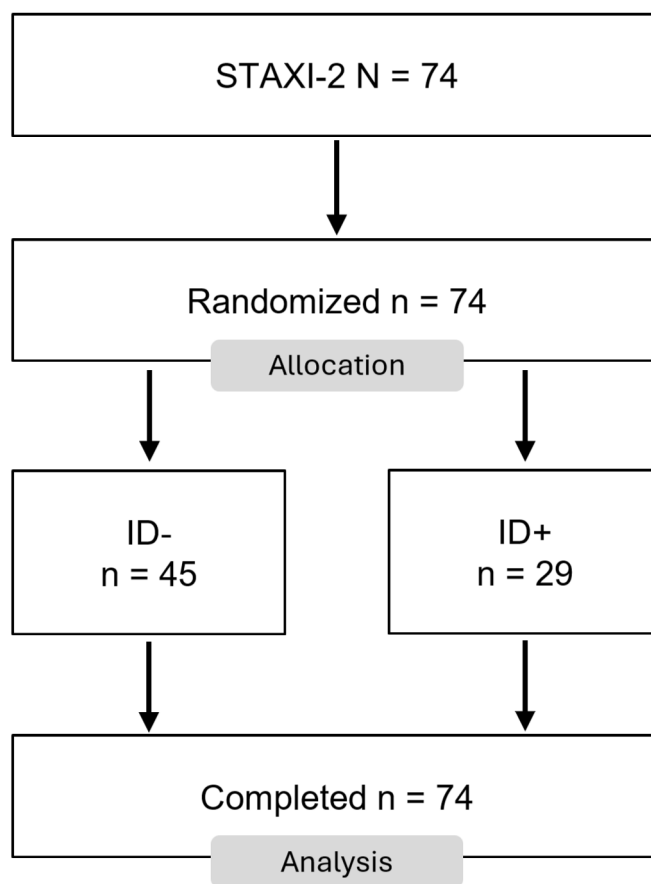 STAXI-2 N = 74
Randomized n = 74
Allocation
ID-
n = 45
ID+
n = 29
Completed n = 74
Analysis